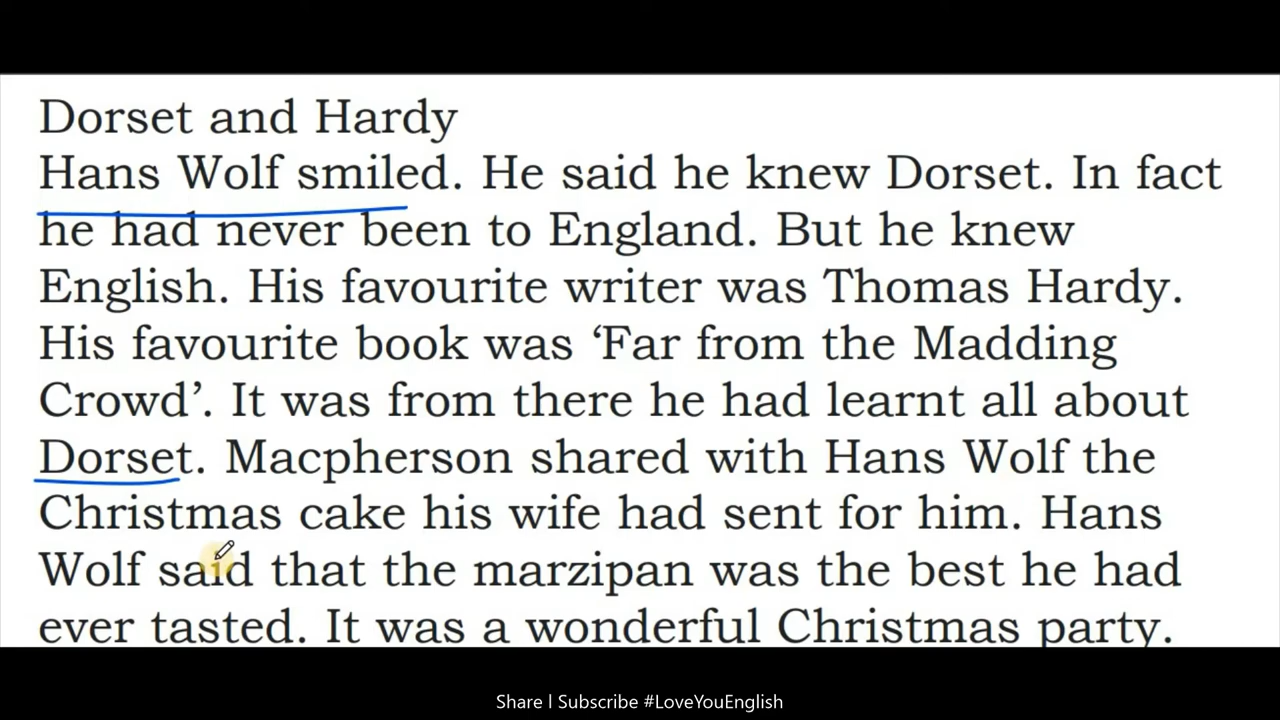 Dorset and Hardy
Hans Wolf smiled. He said he knew Dorset. In fact
he had never been to England. But he knew
English. His favourite writer was Thomas Hardy.
His favourite book was ‘Far from the Madding
Crowd’. It was from there he had learnt all about
Dorset. Macpherson shared with Hans Wolf the
Christmas cake his wife had sent for him. Hans
Wolf said that the marzipan was the best he had
ever tasted. It was a wonderful Christmas party.
Share | Subscribe #LoveYouEnglish